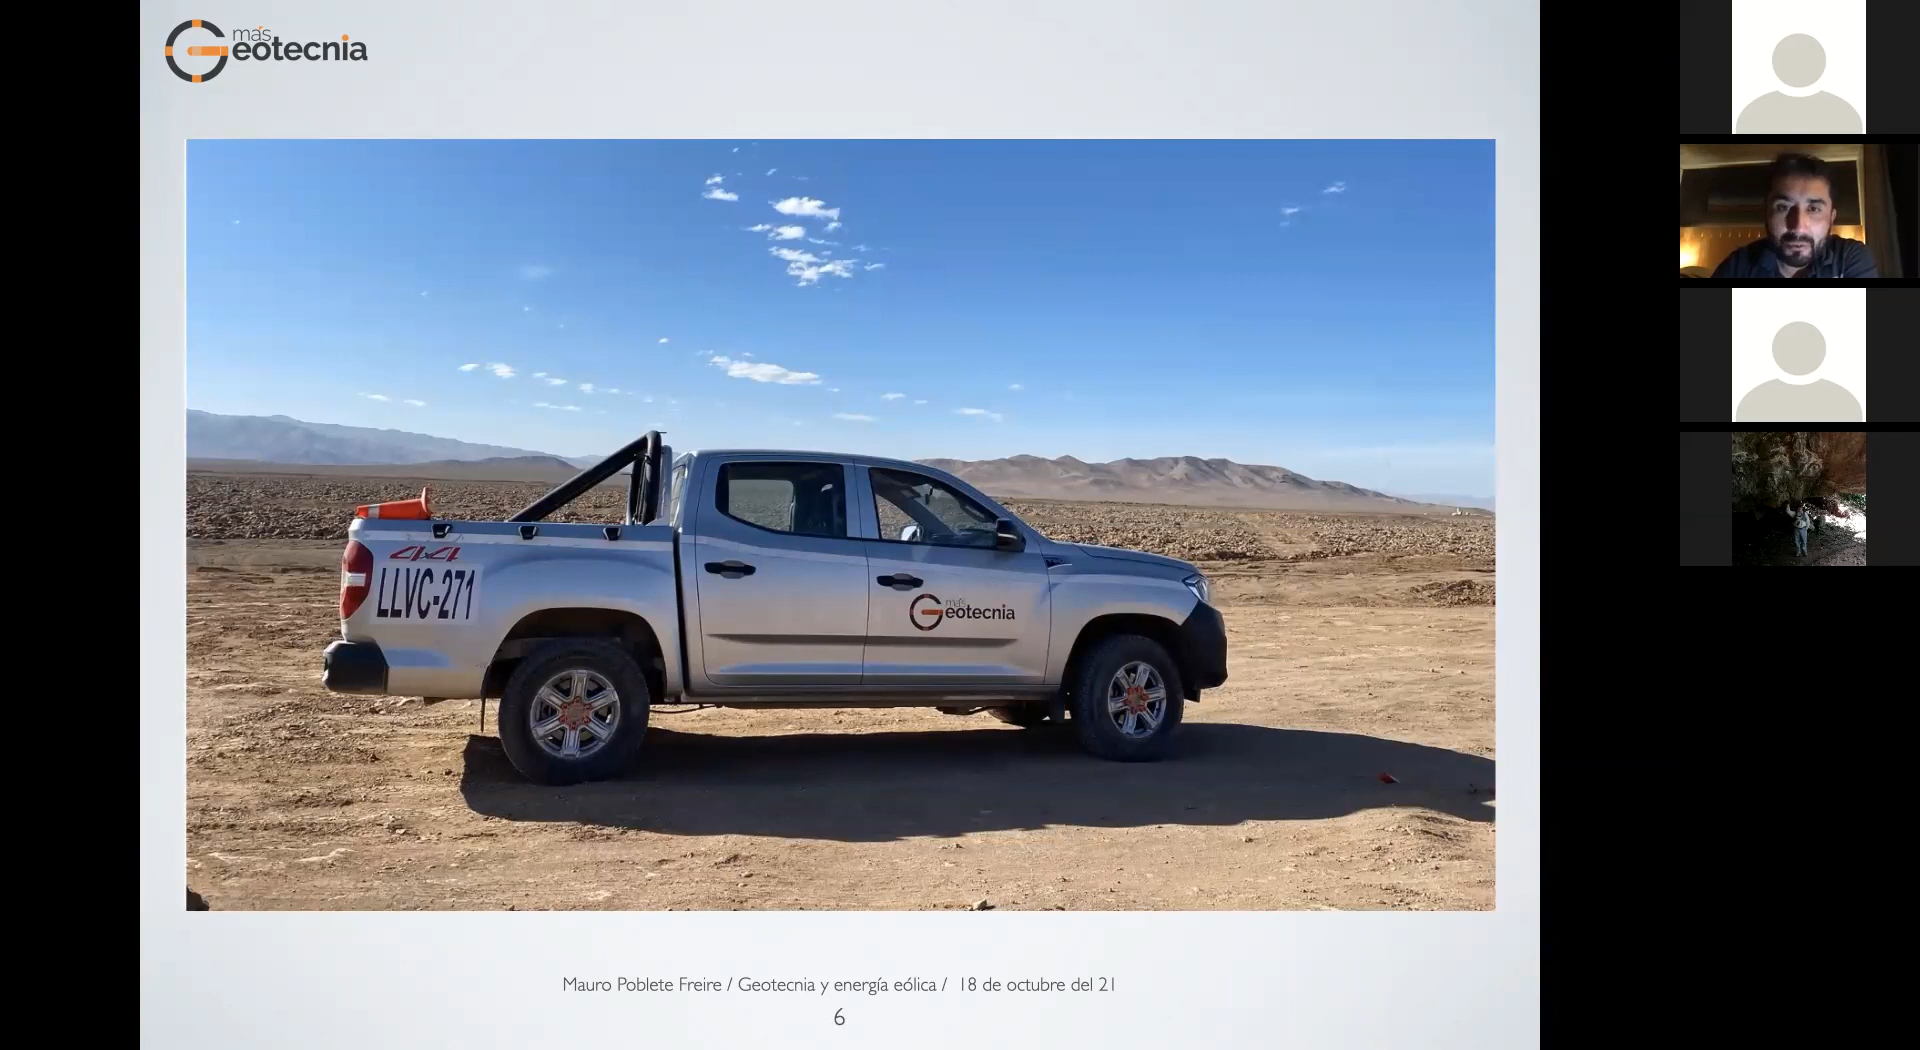 más
Geotecnia
4x4
LLVC-271
más
Geotecnia
Mauro Poblete Freire / Geotecnia y energía eólica / 18 de octubre del 21
6